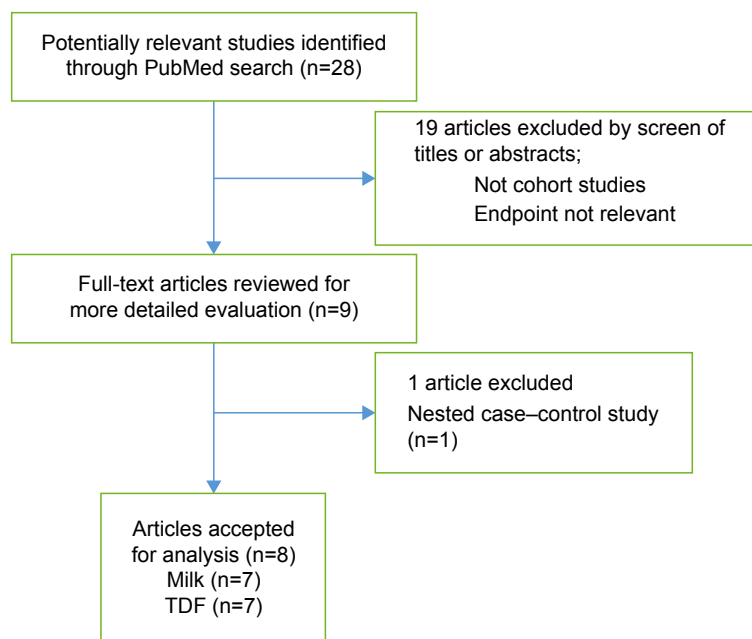 Potentially relevant studies identified
through PubMed search (n=28)
19 articles excluded by screen of
titles or abstracts;
Not cohort studies
Endpoint not relevant
Full-text articles reviewed for
more detailed evaluation (n=9)
1 article excluded
Nested case–control study
(n=1)
Articles accepted
for analysis (n=8)
Milk (n=7)
TDF (n=7)